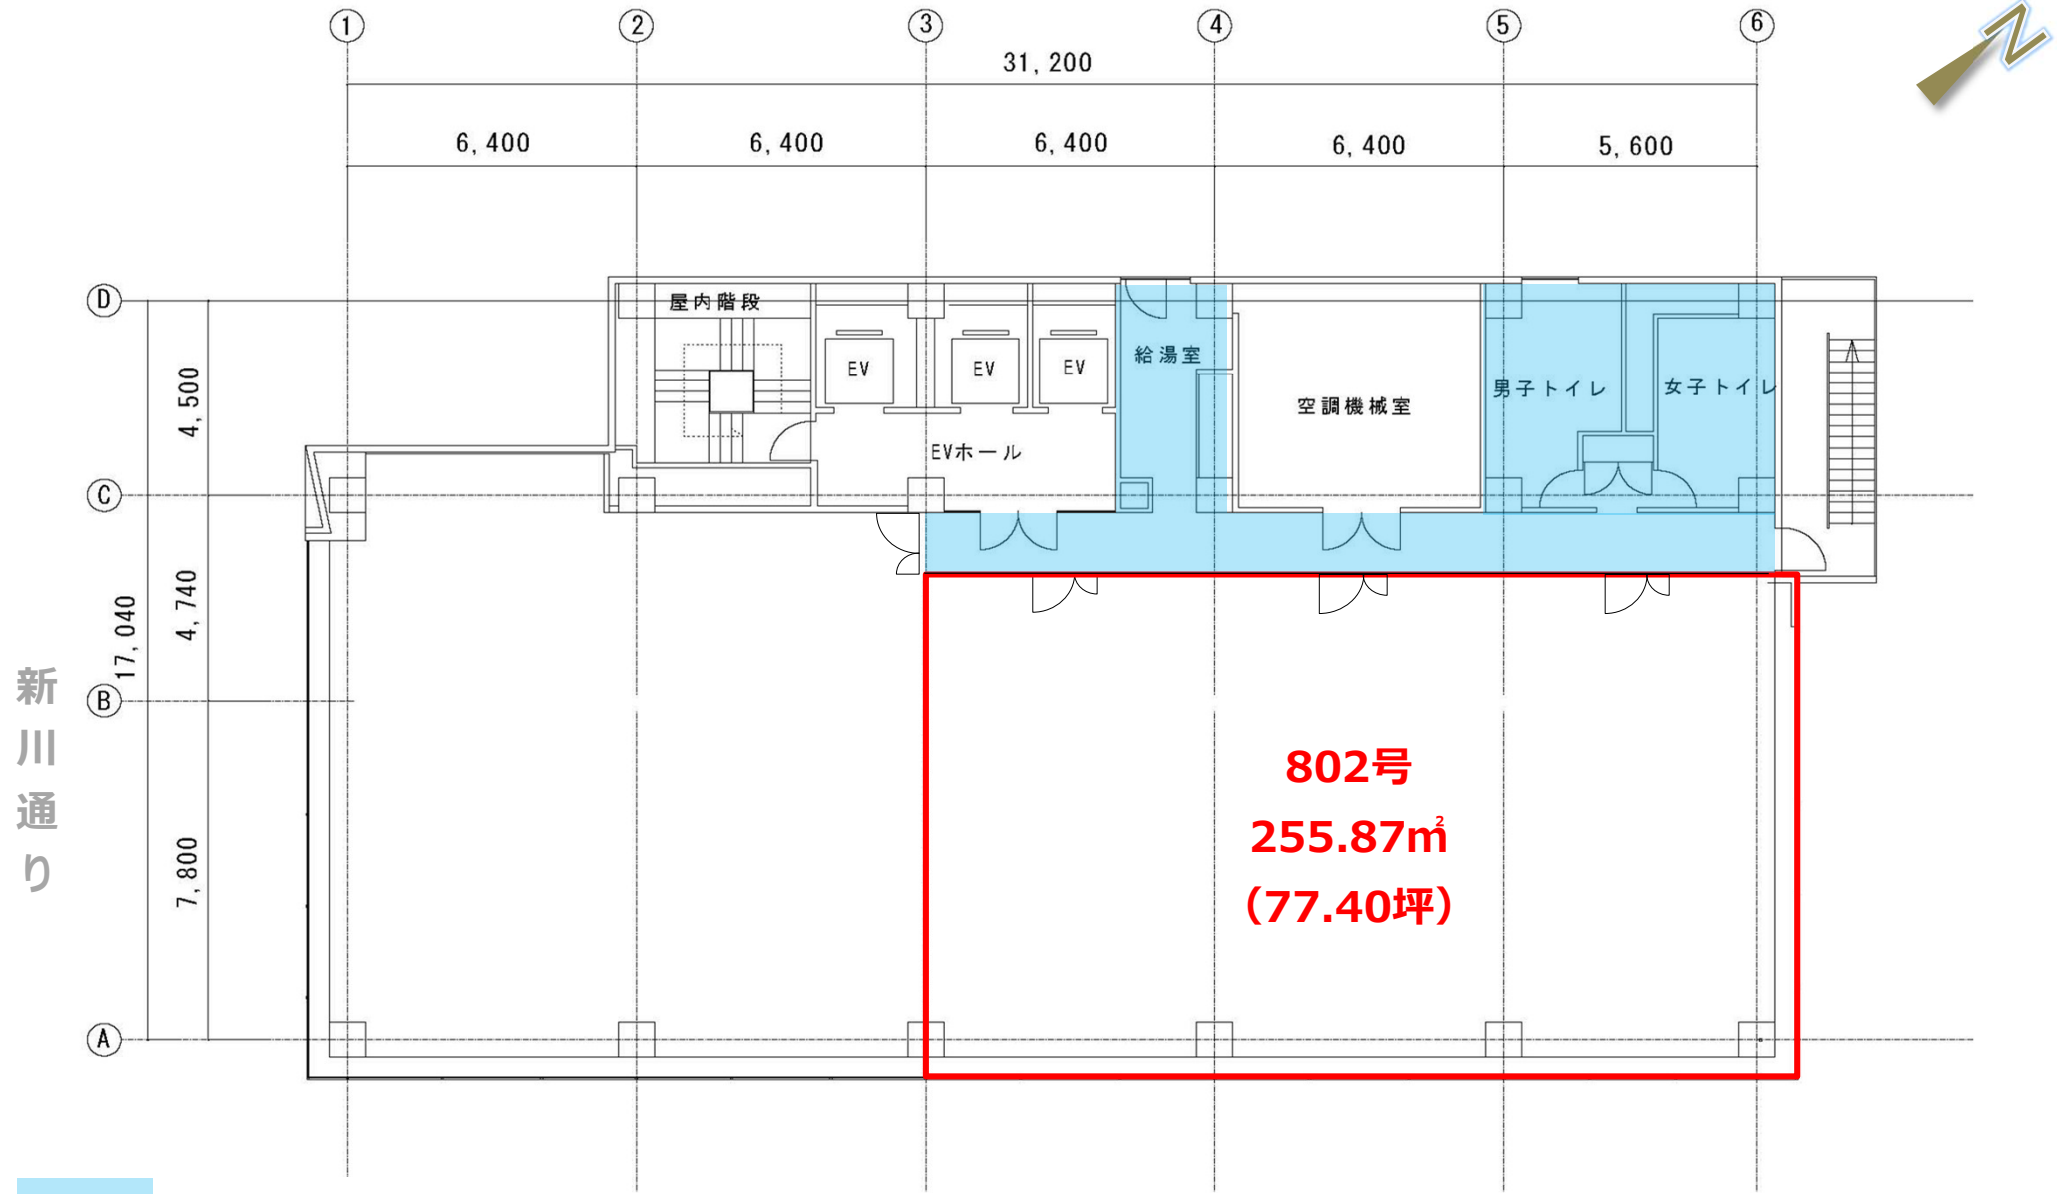 1 2 3 4 5 6
N
31,200
6,400 6,400 6,400 6,400 5,600
D
屋内階段
EV EV EV
給湯室
空調機械室
男子トイレ
女子トイレ
EVホール
4,500
C
4,740
17,040
B
新川通り
802号
255.87㎡
（77.40坪）
7,800
A